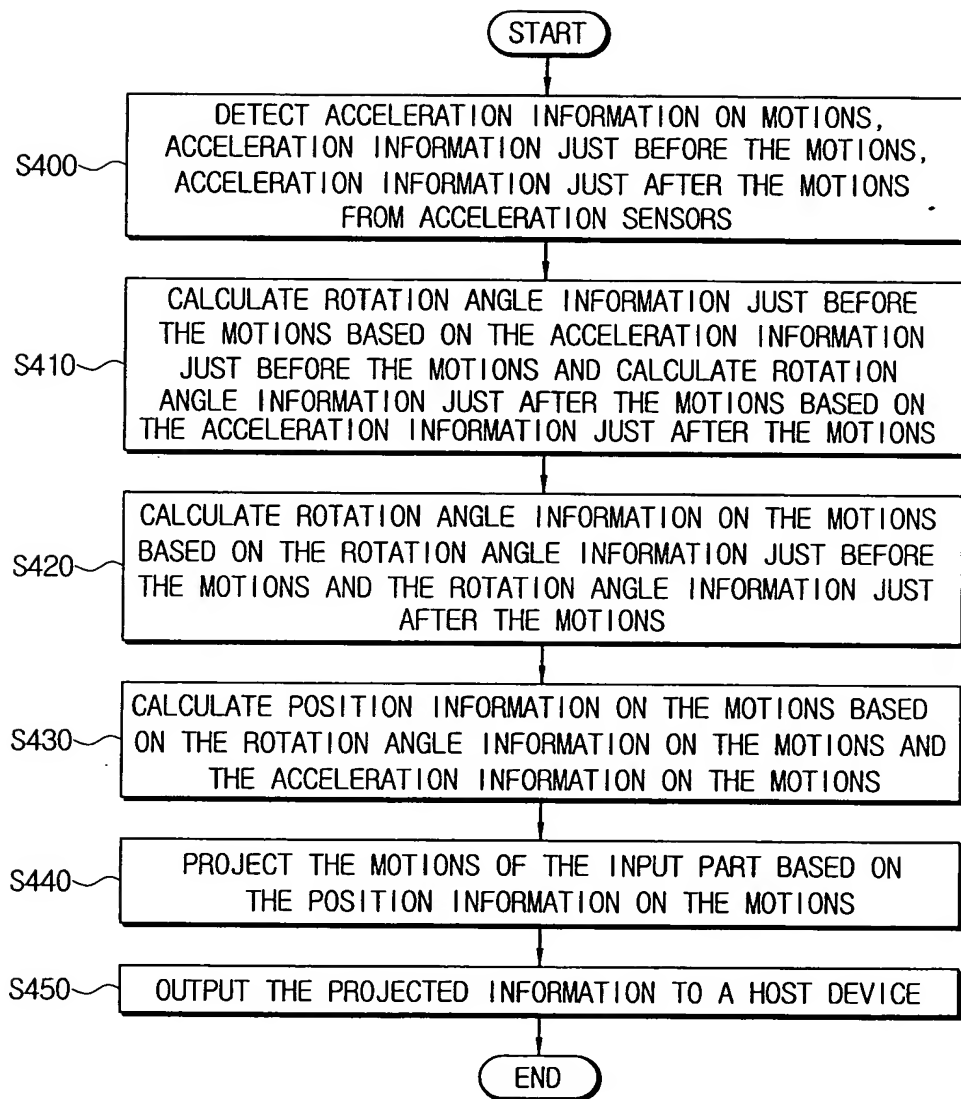 START
DETECT ACCELERATION INFORMATION ON MOTIONS,
ACCELERATION INFORMATION JUST BEFORE THE MOTIONS,
ACCELERATION INFORMATION JUST AFTER THE MOTIONS
FROM ACCELERATION SENSORS
S400
CALCULATE ROTATION ANGLE INFORMATION JUST BEFORE
THE MOTIONS BASED ON THE ACCELERATION INFORMATION
JUST BEFORE THE MOTIONS AND CALCULATE ROTATION
ANGLE INFORMATION JUST AFTER THE MOTIONS BASED ON
THE ACCELERATION INFORMATION JUST AFTER THE MOTIONS
S410
CALCULATE ROTATION ANGLE INFORMATION ON THE MOTIONS
BASED ON THE ROTATION ANGLE INFORMATION JUST BEFORE
THE MOTIONS AND THE ROTATION ANGLE INFORMATION JUST
AFTER THE MOTIONS
S420
CALCULATE POSITION INFORMATION ON THE MOTIONS BASED
ON THE ROTATION ANGLE INFORMATION ON THE MOTIONS AND
THE ACCELERATION INFORMATION ON THE MOTIONS
S430
PROJECT THE MOTIONS OF THE INPUT PART BASED ON
THE POSITION INFORMATION ON THE MOTIONS
S440
OUTPUT THE PROJECTED INFORMATION TO A HOST DEVICE
S450
END